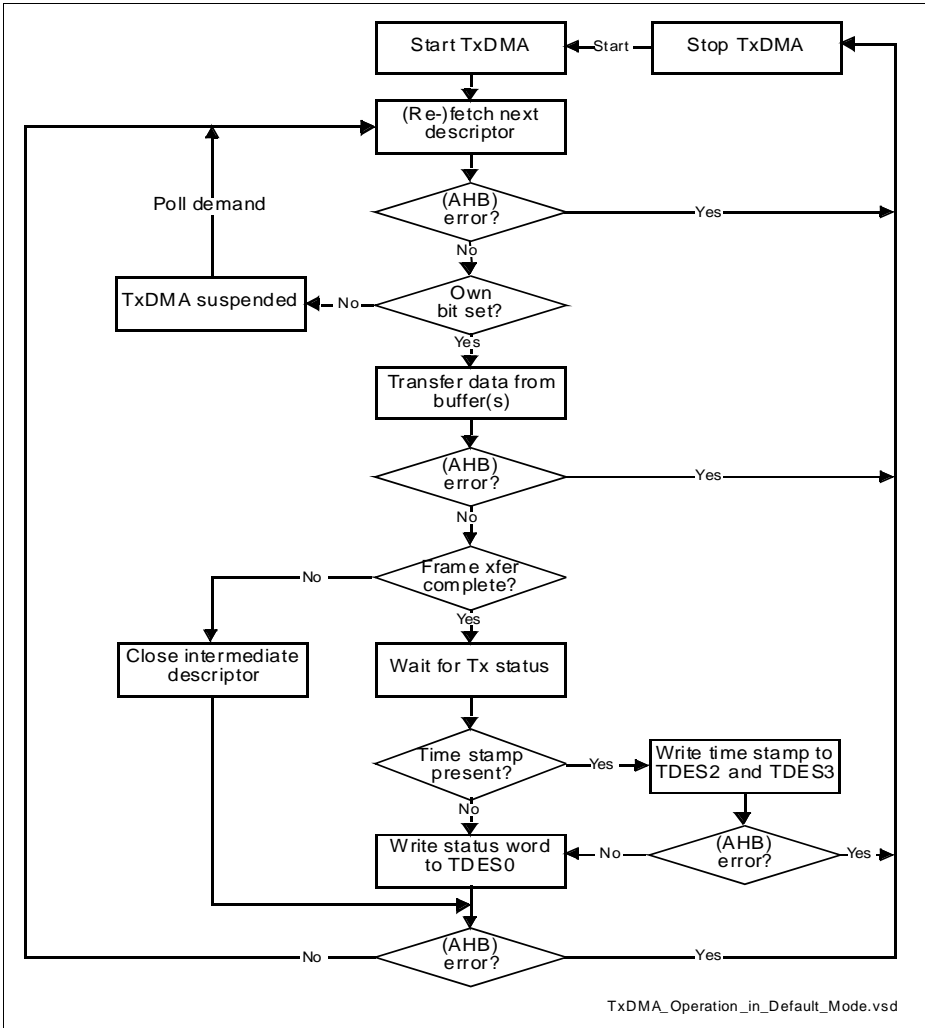 Start TxDMA
Start
Stop TxDMA
(Re-)fetch next
descriptor
Poll demand
(AHB)
error?
Yes
No
TxDMA suspended
No
Own
bit set?
Yes
Transfer data from
buffer(s)
(AHB)
error?
Yes
No
No
Frame xfer
complete?
Yes
Close intermediate
descriptor
Wait for Tx status
Time stamp
present?
Yes
Write time stamp to
TDES2 and TDES3
No
Write status word
to TDES0
No
(AHB)
error?
Yes
No
(AHB)
error?
Yes
TxDMA_Operation_in_Default_Mode.vsd